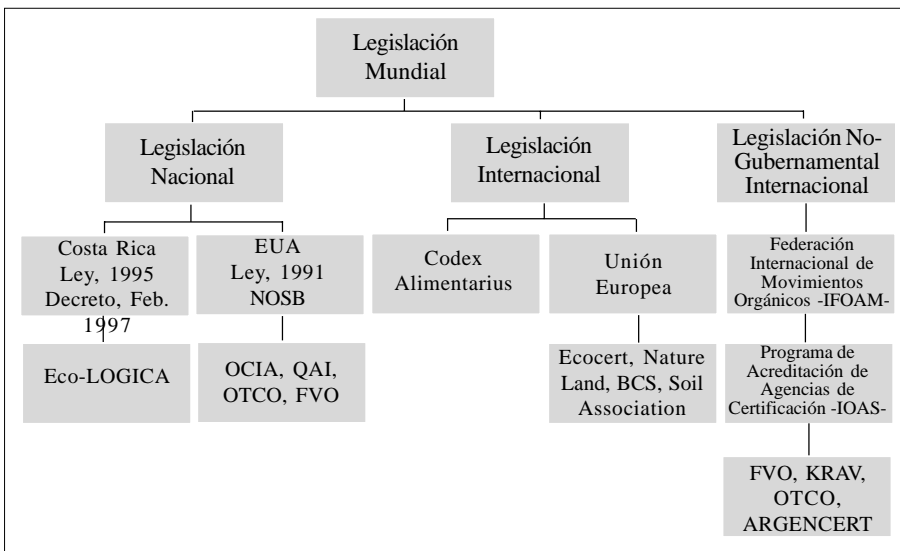 Legislación
Mundial
Legislación
Nacional
Legislación
Internacional
Legislación No-
Gubernamental
Internacional
Costa Rica
Ley, 1995
Decreto, Feb.
1997
EUA
Ley, 1991
NOSB
Codex
Alimentarius
Unión
Europea
Federación
Internacional de
Movimientos
Orgánicos -IFOAM-
Eco-LOGICA
OCIA, QAI,
OTCO, FVO
Ecocert, Nature
Land, BCS, Soil
Association
Programa de
Acreditación de
Agencias de
Certificación -IOAS-
FVO, KRAV,
OTCO,
ARGENCERT